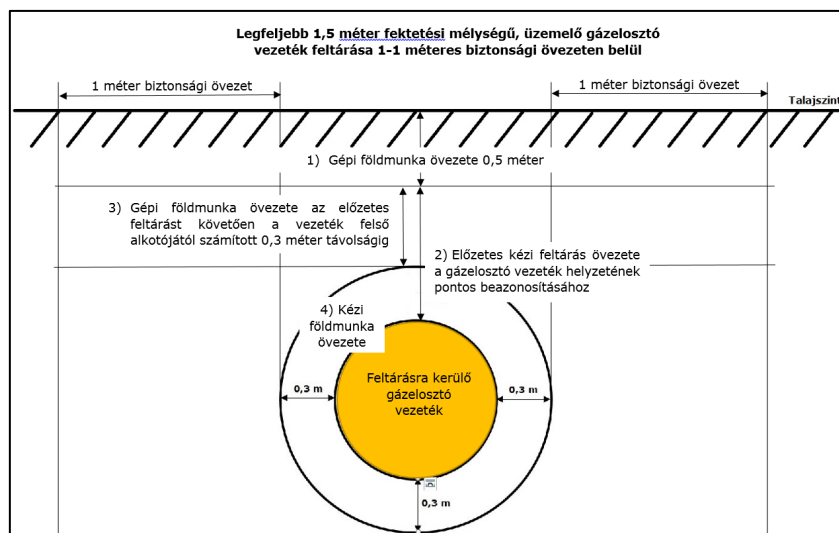 Legfeljebb 1,5 méter fektetési mélységű, üzemelő gázelosztó
vezeték feltárása 1-1 méteres biztonsági övezeten belül
1 méter biztonsági övezet
1 méter biztonsági övezet
Talajszint
1) Gépi földmunka övezete 0,5 méter
3) Gépi földmunka övezete az előzetes
feltárást követően a vezeték felső
alkotójától számított 0,3 méter távolságig
2) Előzetes kézi feltárás övezete
a gázelosztó vezeték helyzetének
pontos beazonosításához
4) Kézi
földmunka
övezete
Feltárásra kerülő
gázelosztó
vezeték
0,3 m
0,3 m
0,3 m